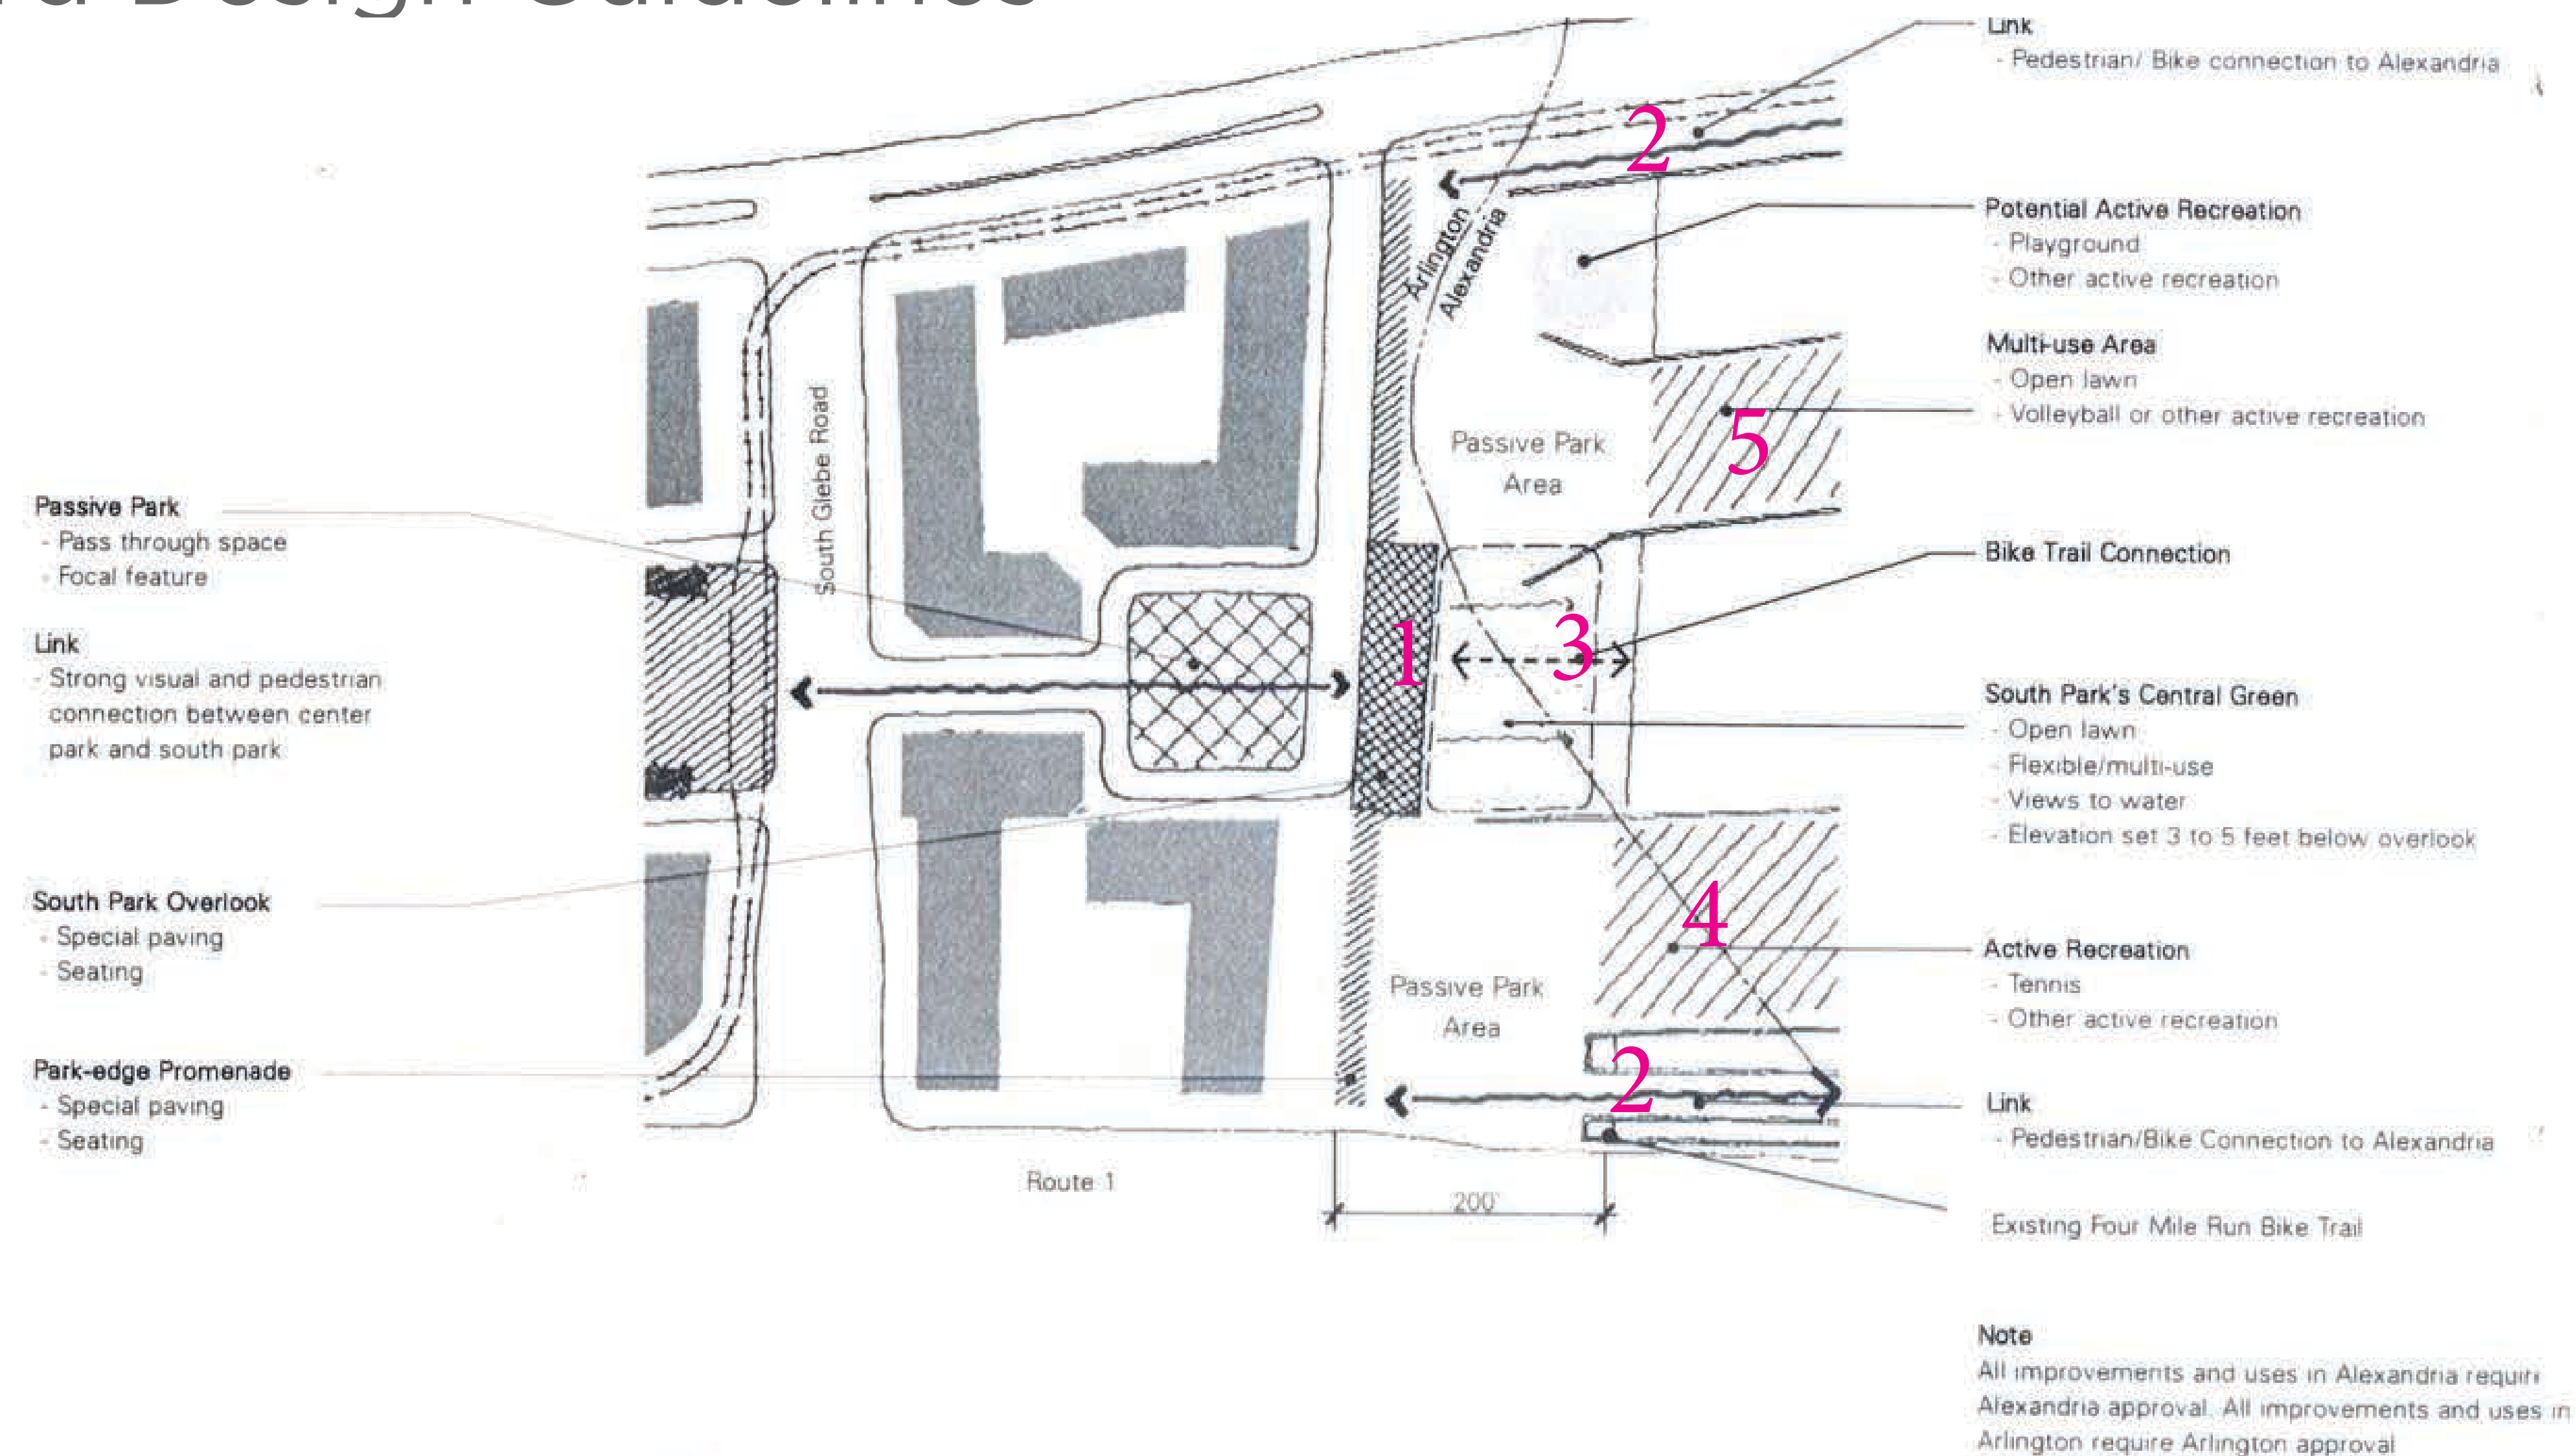 Design Guidelines
Link
- Pedestrian/ Bike connection to Alexandria
2
Potential Active Recreation
- Playground
- Other active recreation
Arlington
Alexandria
Multi-use Area
- Open lawn
- Volleyball or other active recreation
5
South Glebe Road
Passive Park
Area
Passive Park
- Pass through space
- Focal feature
Bike Trail Connection
Link
- Strong visual and pedestrian
connection between center
park and south park
1
3
South Park's Central Green
- Open lawn
- Flexible/multi-use
- Views to water
- Elevation set 3 to 5 feet below overlook
South Park Overlook
- Special paving
- Seating
4
Active Recreation
- Tennis
- Other active recreation
Passive Park
Area
Park-edge Promenade
- Special paving
- Seating
2
Link
- Pedestrian/Bike Connection to Alexandria
Route 1
200'
Existing Four Mile Run Bike Trail
Note
All improvements and uses in Alexandria require
Alexandria approval. All improvements and uses in
Arlington require Arlington approval